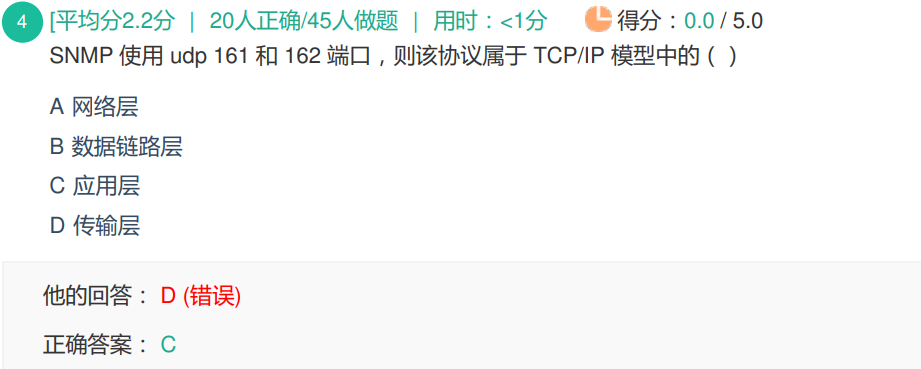 4 [平均分2.2分 | 20人正确/45人做题 | 用时：<1分 得分：0.0 / 5.0
SNMP 使用 udp 161 和 162 端口，则该协议属于 TCP/IP 模型中的（ ）
A 网络层
B 数据链路层
C 应用层
D 传输层
他的回答： D (错误)
正确答案： C